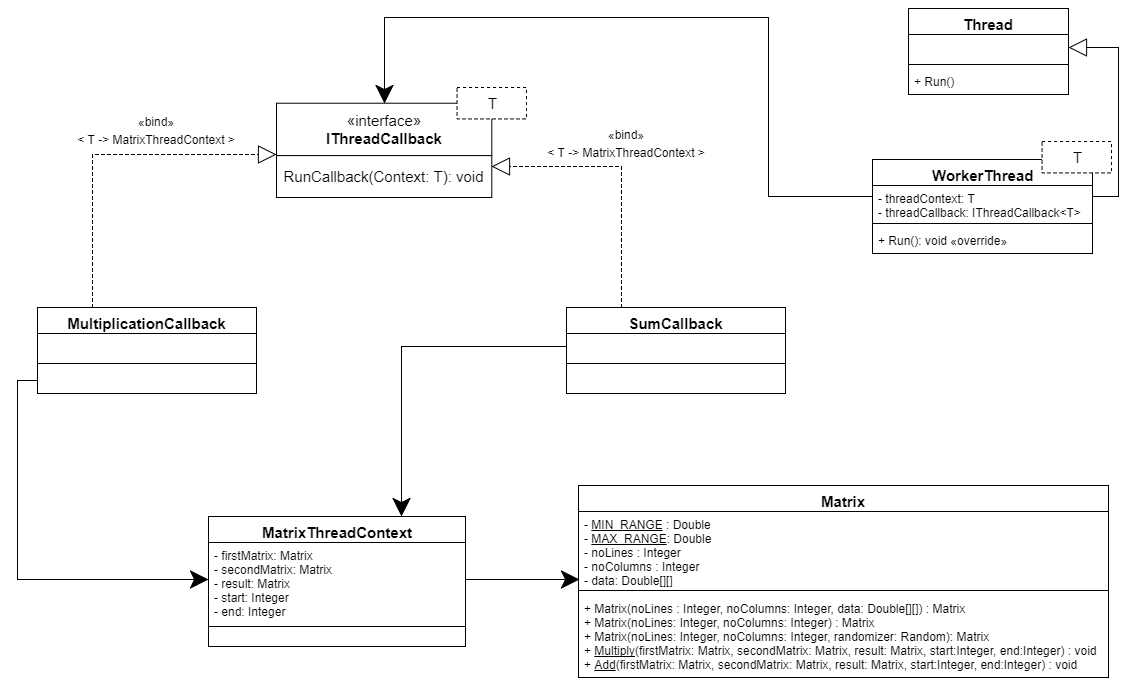 Thread
+ Run()
T
«interface»
IThreadCallback
RunCallback(Context: T): void
«bind»
< T -> MatrixThreadContext >
«bind»
< T -> MatrixThreadContext >
T
WorkerThread
- threadContext: T
- threadCallback: IThreadCallback<T>
+ Run(): void «override»
MultiplicationCallback
SumCallback
MatrixThreadContext
- firstMatrix: Matrix
- secondMatrix: Matrix
- result: Matrix
- start: Integer
- end: Integer
Matrix
- MIN_RANGE : Double
- MAX_RANGE: Double
- noLines : Integer
- noColumns : Integer
- data: Double[][]
+ Matrix(noLines : Integer, noColumns: Integer, data: Double[][]) : Matrix
+ Matrix(noLines: Integer, noColumns: Integer) : Matrix
+ Matrix(noLines: Integer, noColumns: Integer, randomizer: Random): Matrix
+ Multiply(firstMatrix: Matrix, secondMatrix: Matrix, result: Matrix, start:Integer, end:Integer) : void
+ Add(firstMatrix: Matrix, secondMatrix: Matrix, result: Matrix, start:Integer, end:Integer) : void